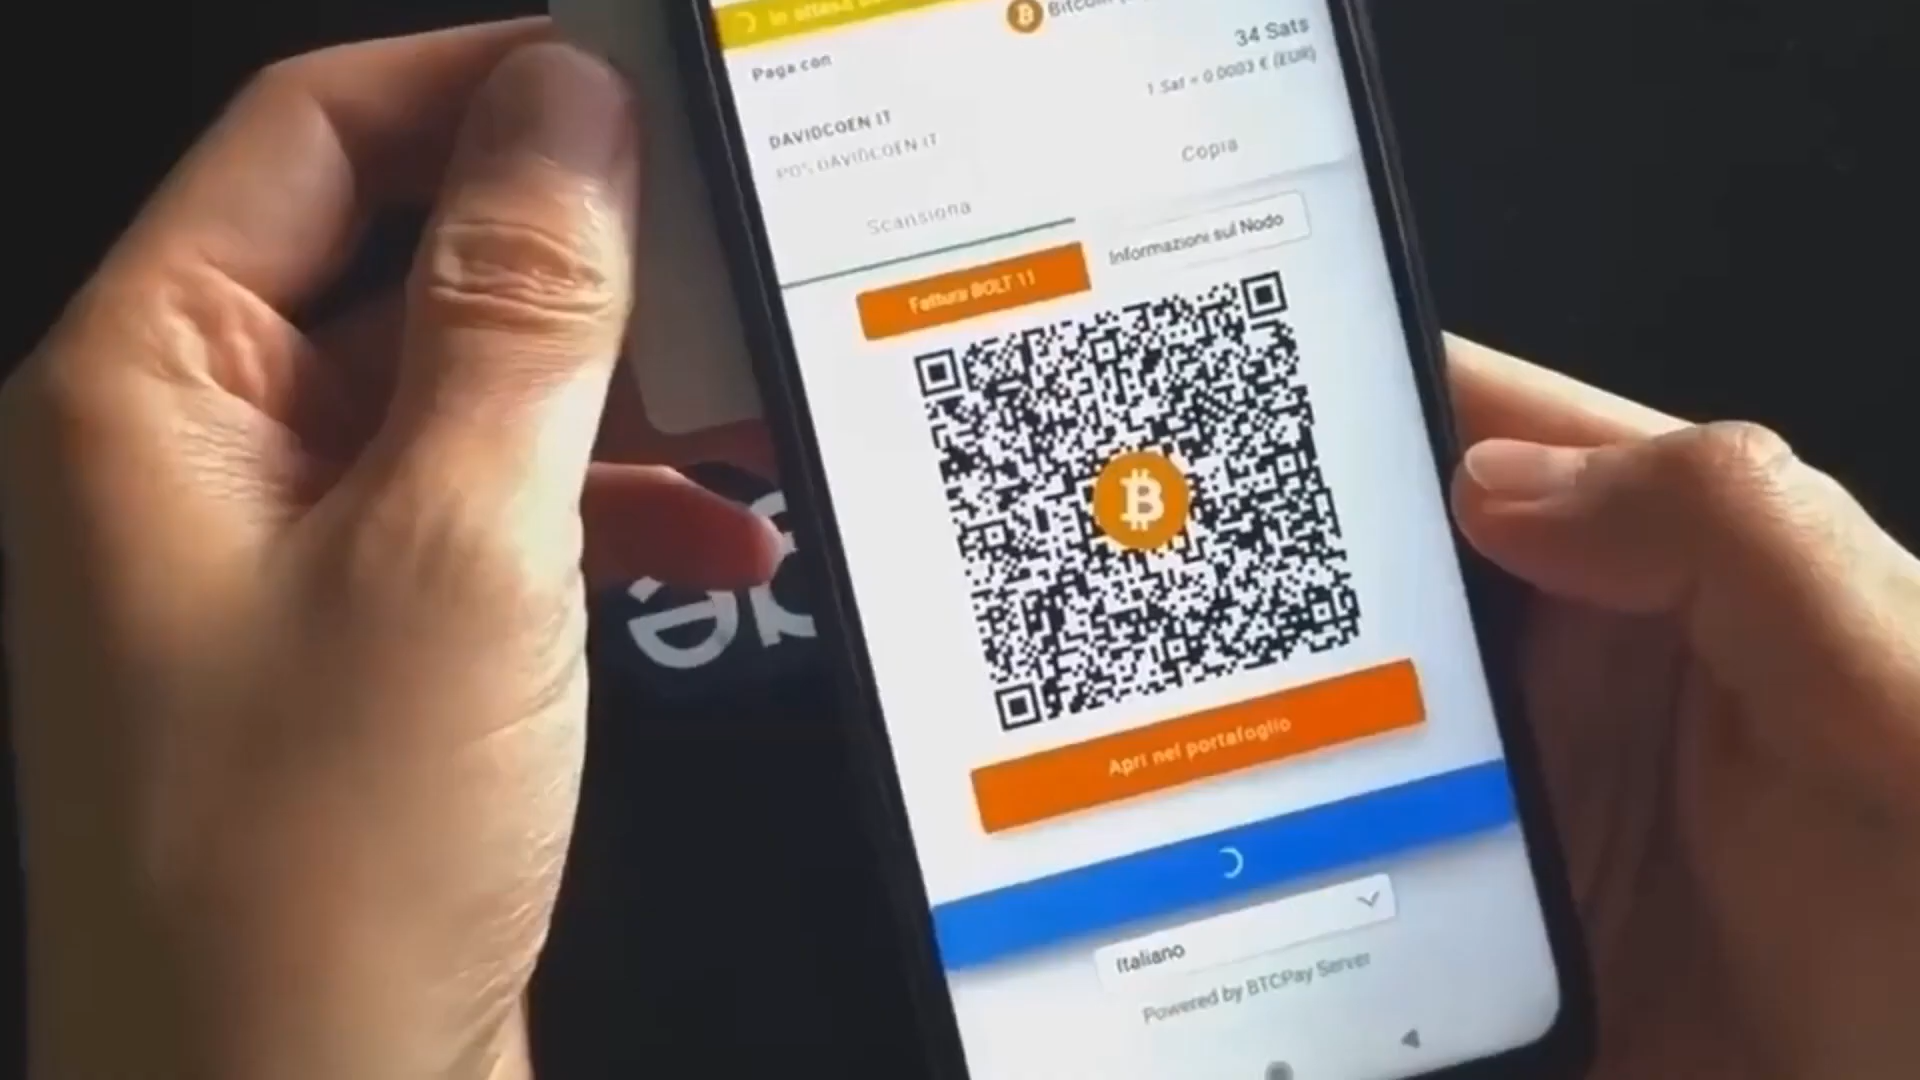 In attesa
Bitcoin
Paga con
34 Sats
1 Sat = 0.0003 € (EUR)
DAVIDCOEN IT
POS DAVIDCOEN IT
Scansiona
Copia
Fattura BOLT 11
Informazioni sul Nodo
Apri nel portafoglio
Italiano
Powered by BTCPay Server